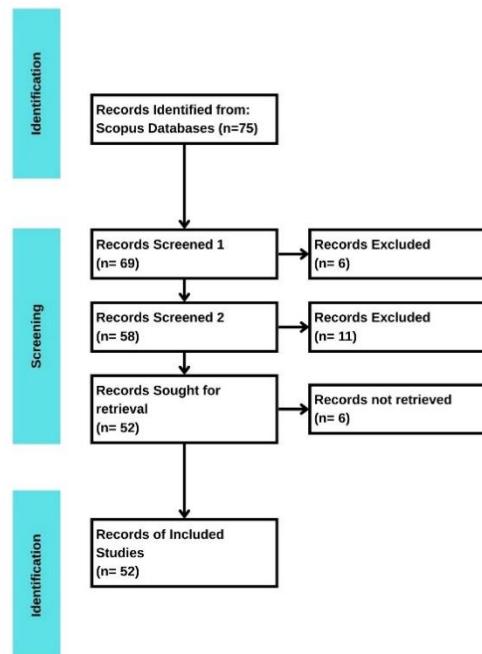 Identification
Records Identified from:
Scopus Databases (n=75)
Screening
Records Screened 1
(n= 69)
Records Excluded
(n= 6)
Records Screened 2
(n= 58)
Records Excluded
(n= 11)
Records Sought for
retrieval
(n= 52)
Records not retrieved
(n= 6)
Identification
Records of Included
Studies
(n= 52)